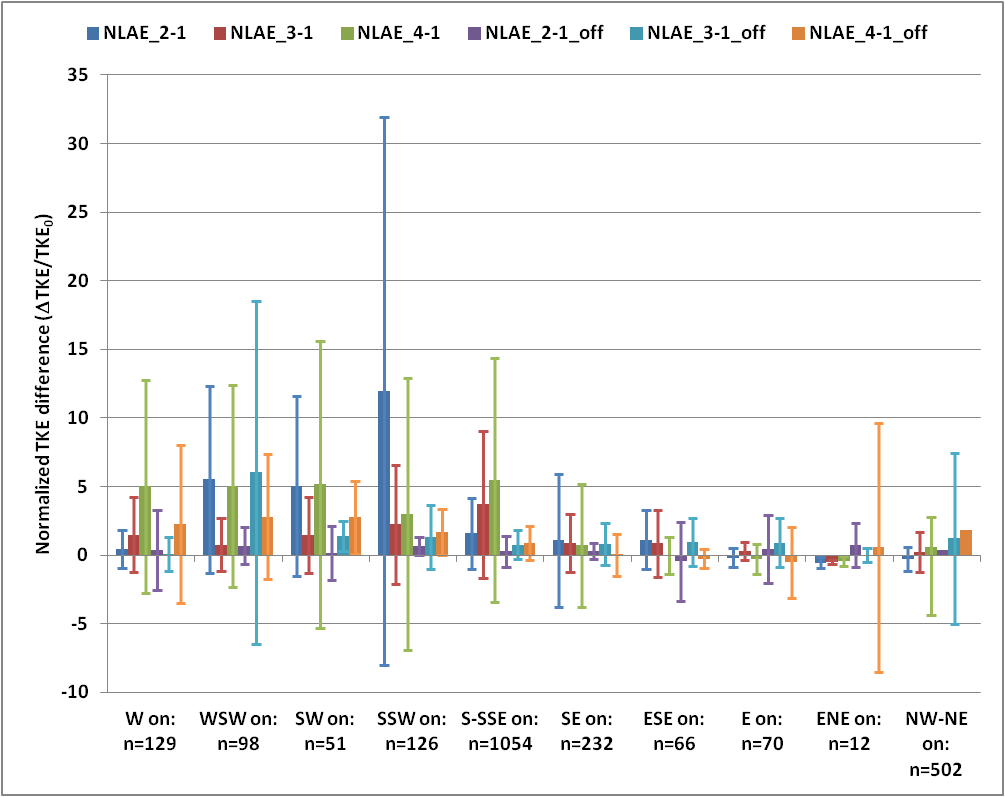 NLAE_2-1 NLAE_3-1 NLAE_4-1 NLAE_2-1_off NLAE_3-1_off NLAE_4-1_off
Normalized TKE difference (ΔTKE/TKE₀)
35
30
25
20
15
10
5
0
-5
-10
W on: WSW on: SW on: SSW on: S-SSE on: SE on: ESE on: E on: ENE on: NW-NE
n=129 n=98 n=51 n=126 n=1054 n=232 n=66 n=70 n=12 on:
n=502